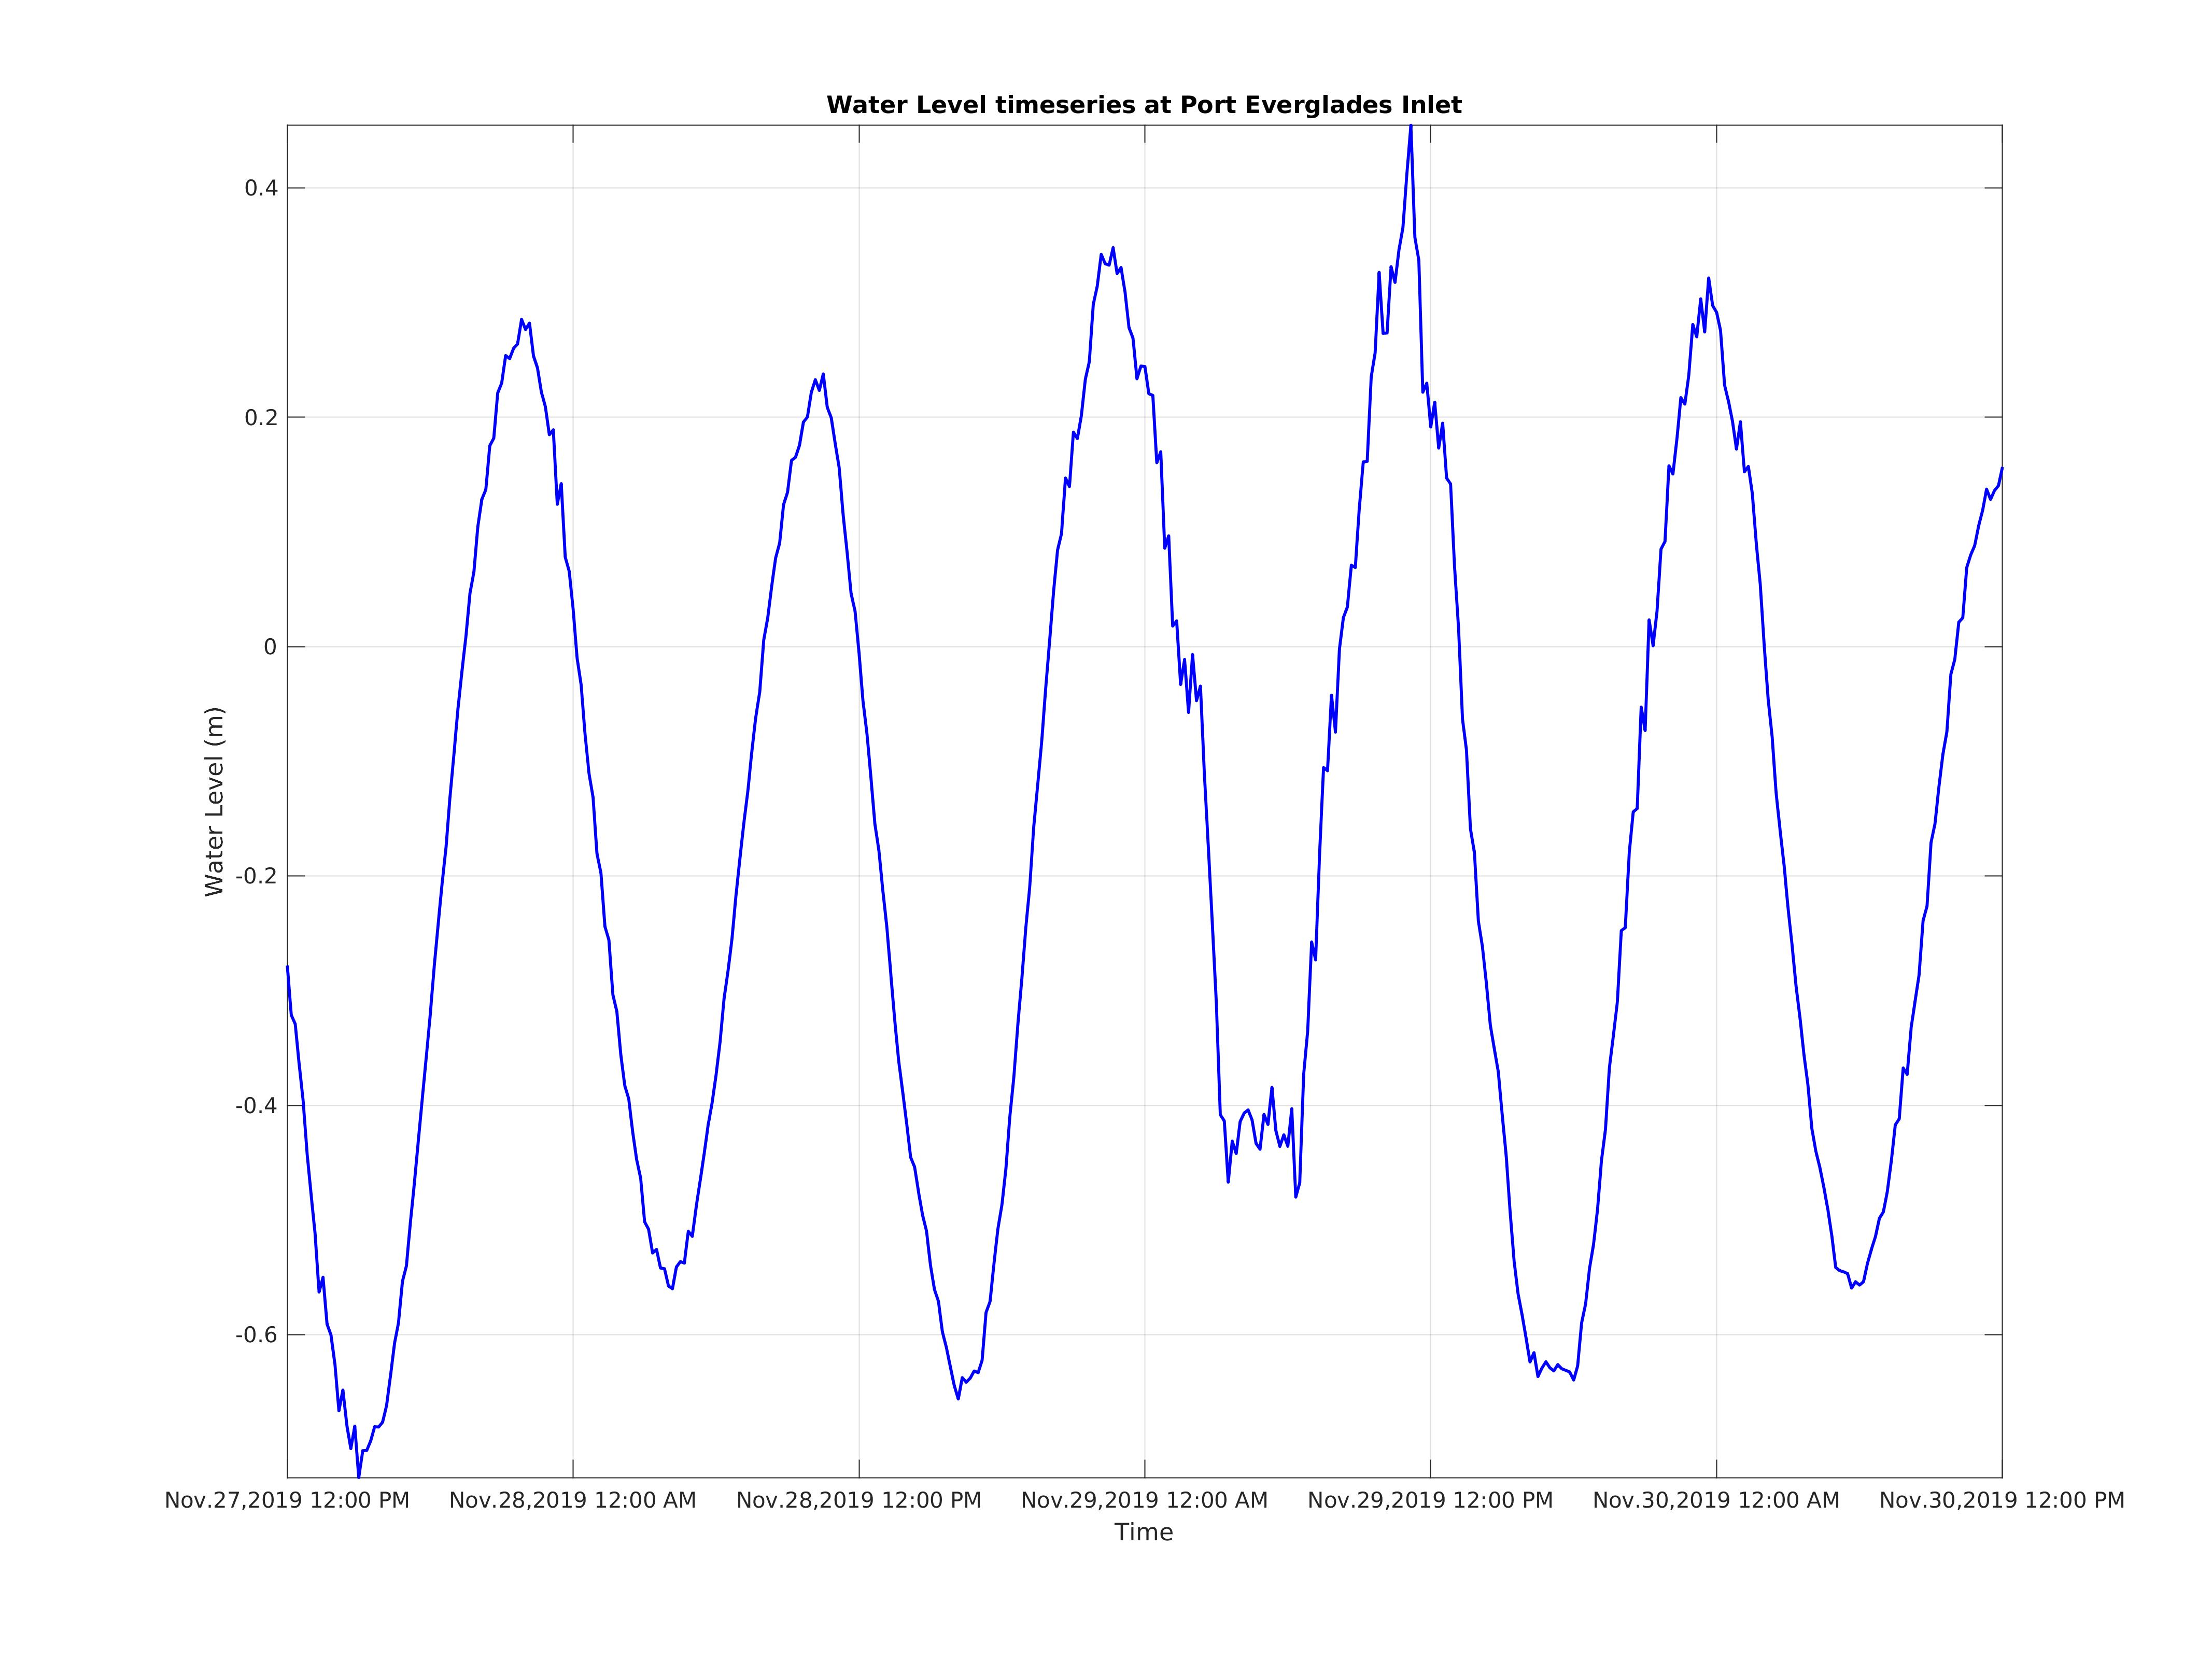 Water Level timeseries at Port Everglades Inlet
0.4
0.2
0
-0.2
-0.4
-0.6
Water Level (m)
Nov.27,2019 12:00 PM
Nov.28,2019 12:00 AM
Nov.28,2019 12:00 PM
Nov.29,2019 12:00 AM
Nov.29,2019 12:00 PM
Nov.30,2019 12:00 AM
Nov.30,2019 12:00 PM
Time